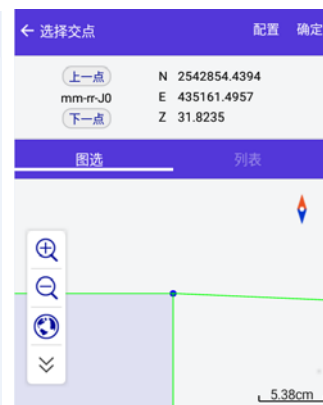 ← 选择交点 配置 确定
上一点 N 2542854.4394
mm-rr-J0 E 435161.4957
下一点 Z 31.8235
图选 列表
5.38cm